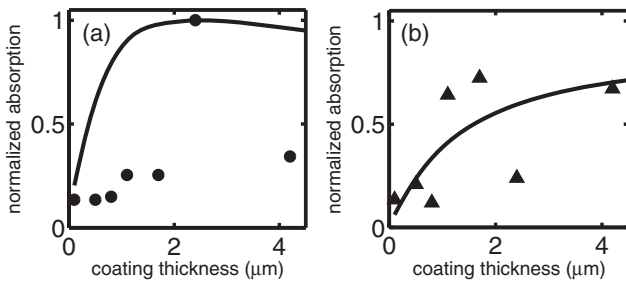 (a)
normalized absorption
1
0.5
0
0 2 4
coating thickness (μm)
(b)
normalized absorption
1
0.5
0
0 2 4
coating thickness (μm)